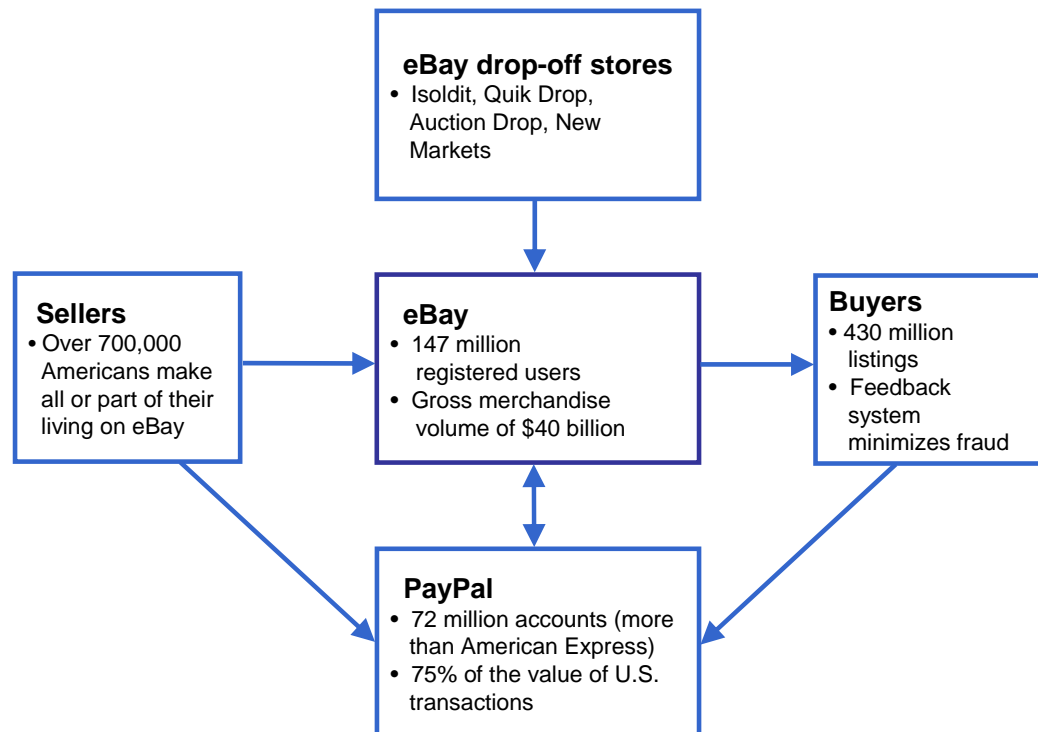 eBay drop-off stores
• Isoldit, Quik Drop,
Auction Drop, New
Markets
Sellers
• Over 700,000
Americans make
all or part of their
living on eBay
eBay
• 147 million
registered users
• Gross merchandise
volume of $40 billion
Buyers
• 430 million
listings
• Feedback
system
minimizes fraud
PayPal
• 72 million accounts (more
than American Express)
• 75% of the value of U.S.
transactions